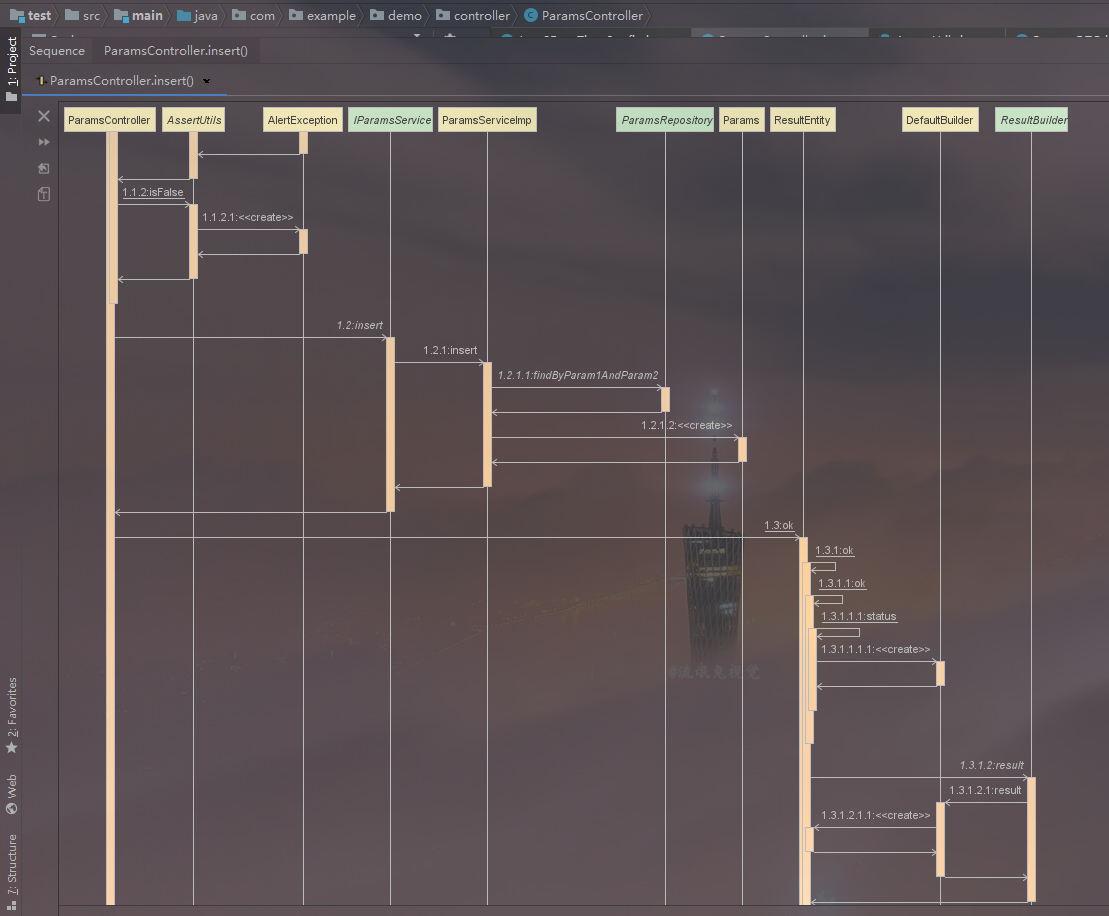 test src main java com example demo controller ParamsController
1: Project
Sequence ParamsController.insert()
ParamsController.insert()
ParamsController AssertUtils AlertException IParamsService ParamsServiceImp ParamsRepository Params ResultEntity DefaultBuilder ResultBuilder
1.1.2:isFalse
1.1.2.1:<<create>>
1.2:insert
1.2.1:insert
1.2.1.1:findByParam1AndParam2
1.2.1.2:<<create>>
1.3:ok
1.3.1:ok
1.3.1.1:ok
1.3.1.1.1:status
1.3.1.1.1.1:<<create>>
1.3.1.2:result
1.3.1.2.1:result
1.3.1.2.1.1:<<create>>
2: Favorites
Web
7: Structure